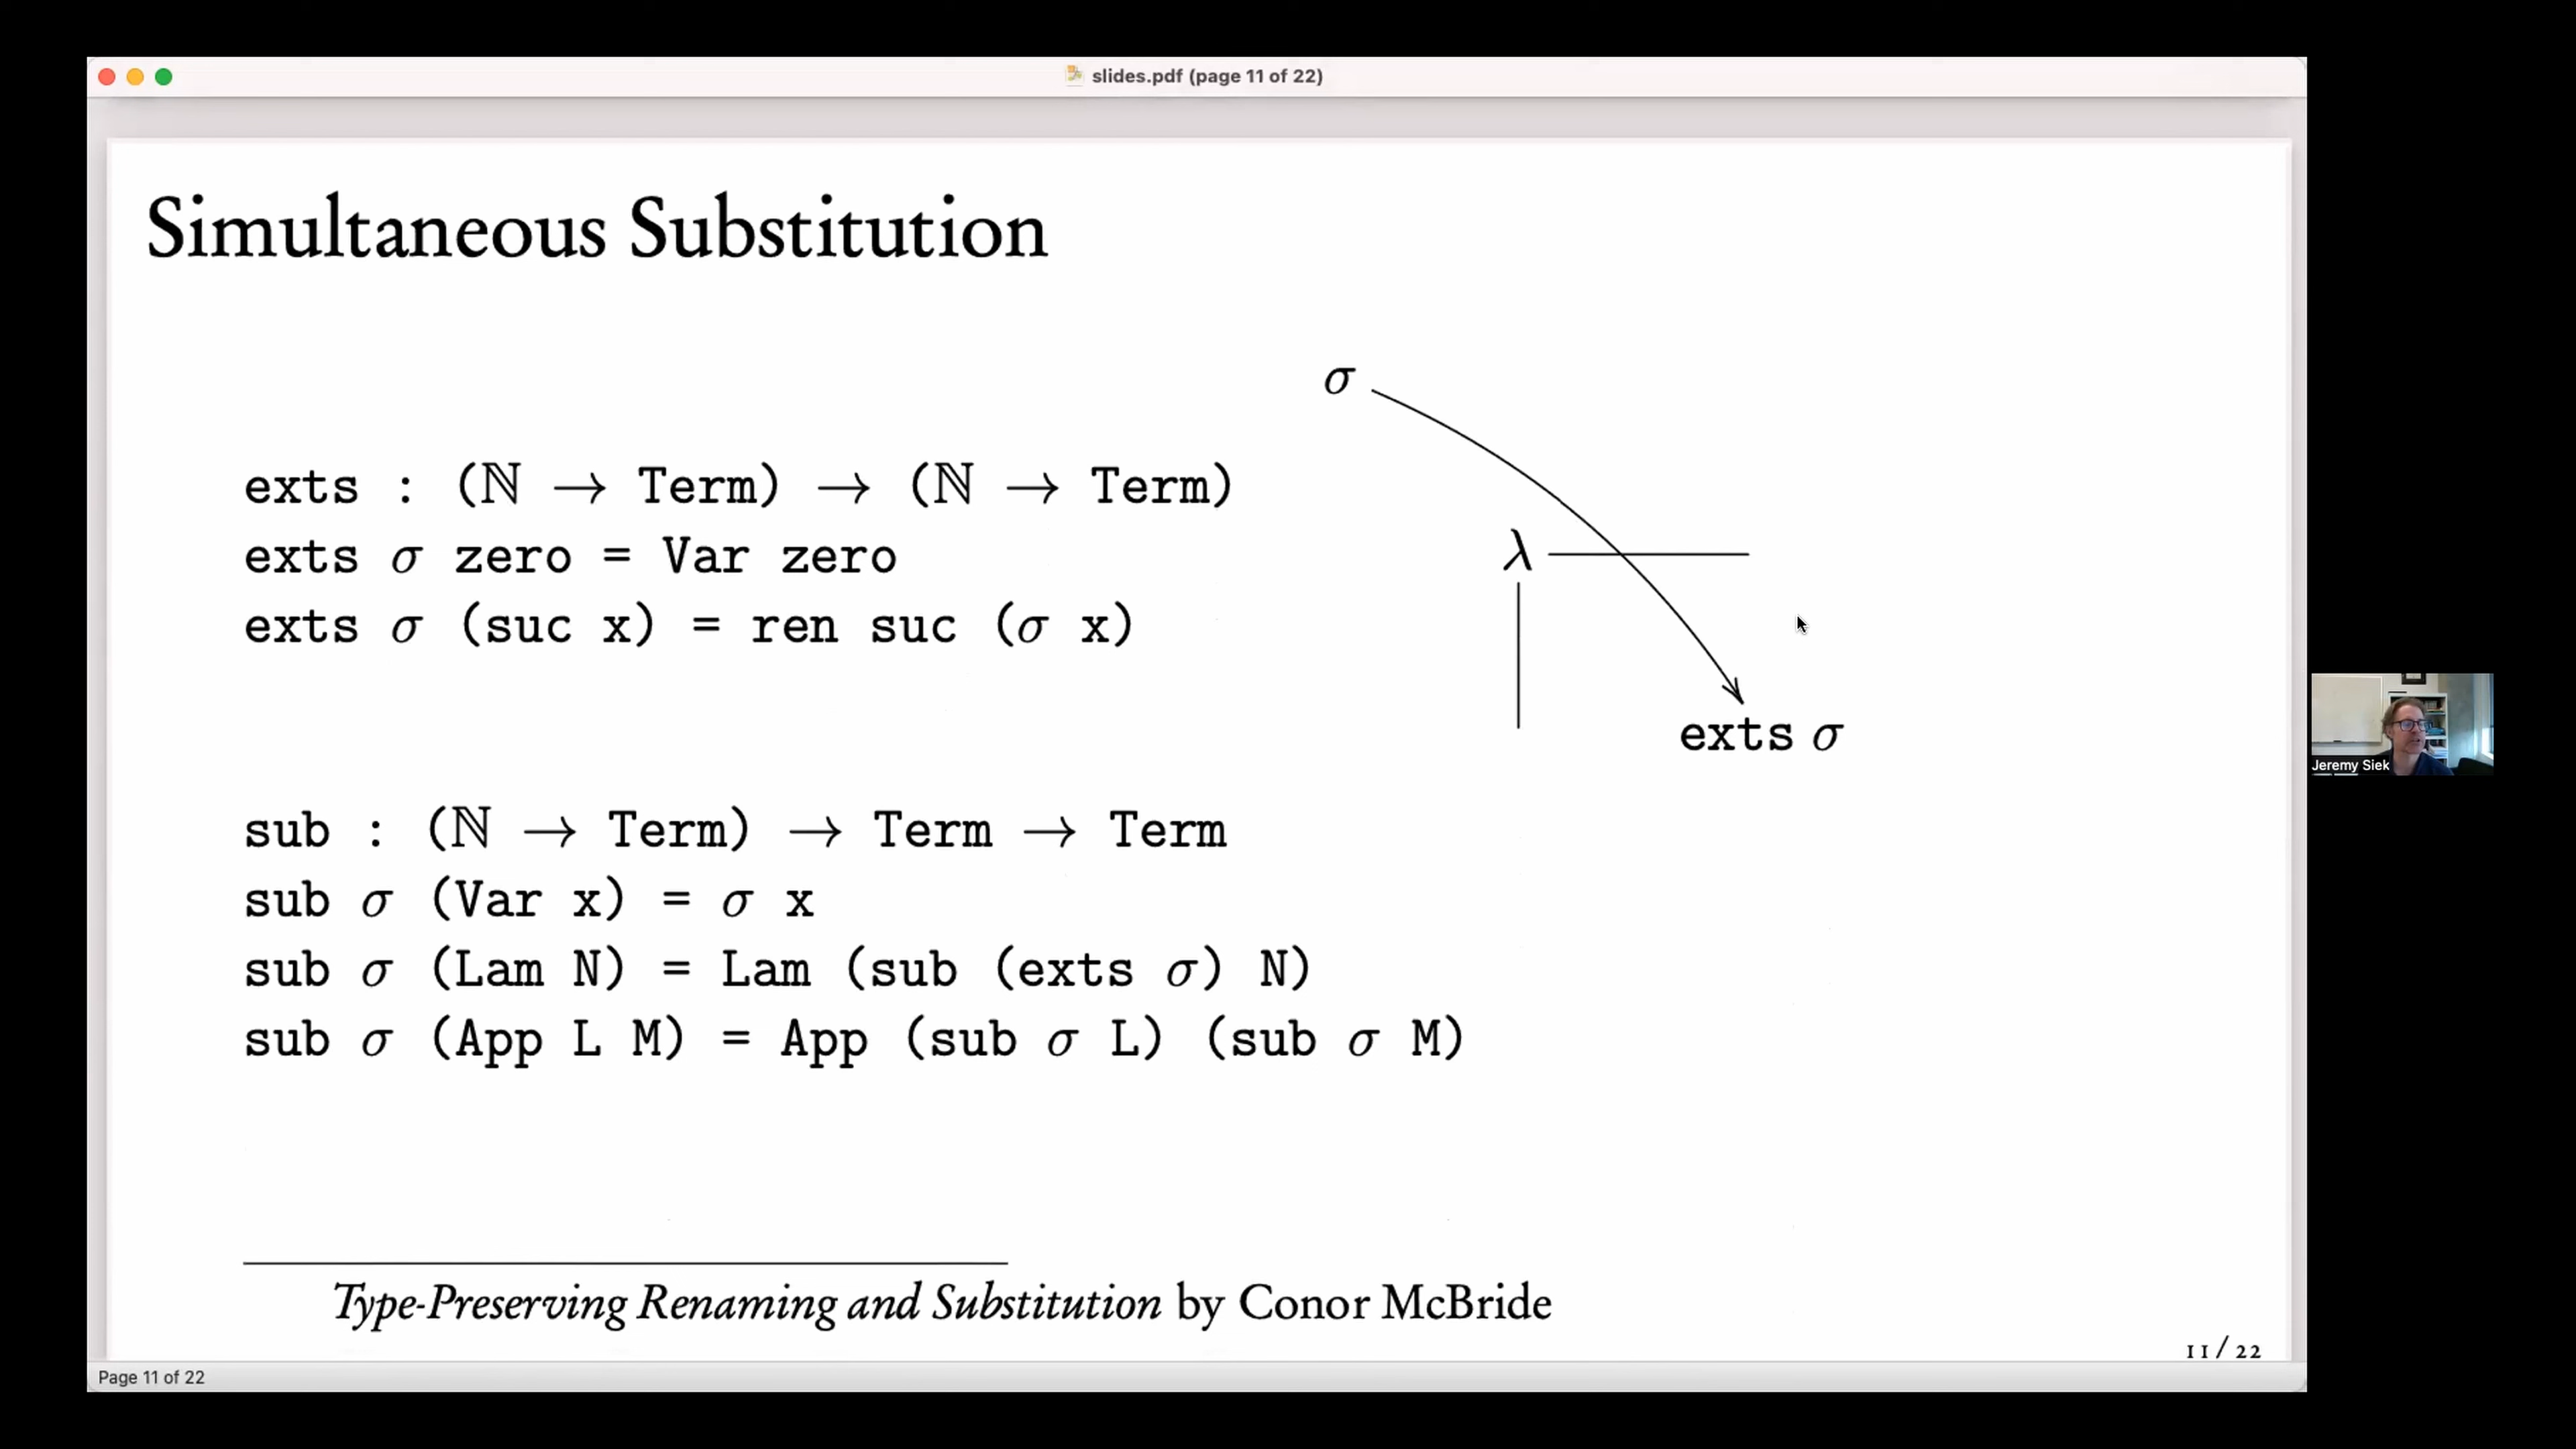 slides.pdf (page 11 of 22)
Simultaneous Substitution
exts : (ℕ → Term) → (ℕ → Term)
exts σ zero = Var zero
exts σ (suc x) = ren suc (σ x)
σ
λ
exts σ
sub : (ℕ → Term) → Term → Term
sub σ (Var x) = σ x
sub σ (Lam N) = Lam (sub (exts σ) N)
sub σ (App L M) = App (sub σ L) (sub σ M)
Type-Preserving Renaming and Substitution by Conor McBride
11/22
Page 11 of 22
Jeremy Siek